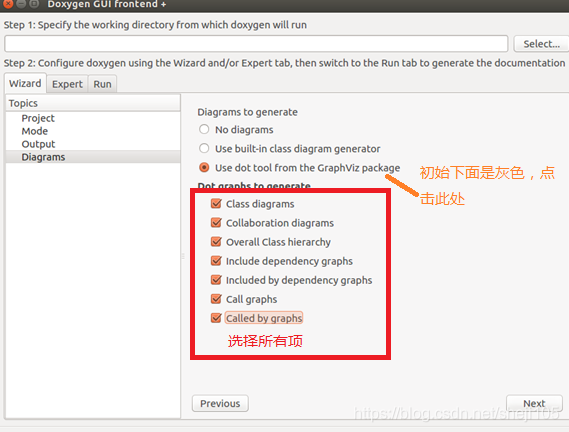 Doxygen GUI frontend +
Step 1: Specify the working directory from which doxygen will run
Select...
Step 2: Configure doxygen using the Wizard and/or Expert tab, then switch to the Run tab to generate the documentation
Wizard Expert Run
Topics
Project
Mode
Output
Diagrams
Diagrams to generate
No diagrams
Use built-in class diagram generator
Use dot tool from the GraphViz package
初始下面是灰色，点
击此处
Dot graphs to generate
Class diagrams
Collaboration diagrams
Overall Class hierarchy
Include dependency graphs
Included by dependency graphs
Call graphs
Called by graphs
选择所有项
Previous Next